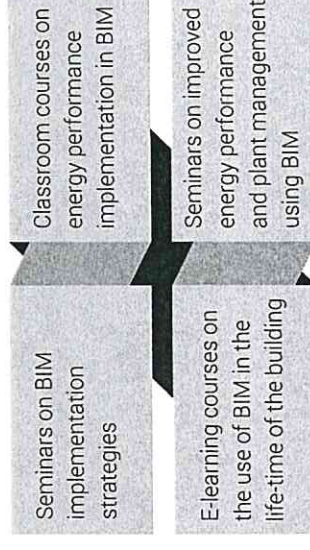 Seminars on BIM
implementation
strategies
Classroom courses on
energy performance
implementation in BIM
E-learning courses on
the use of BIM in the
life-time of the building
Seminars on improved
energy performance
and plant management
using BIM